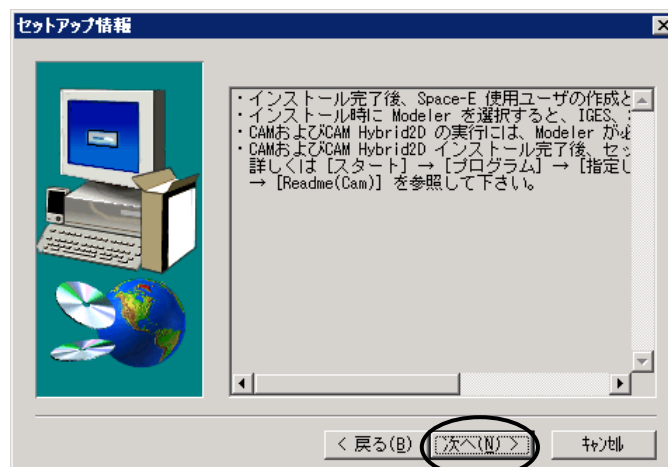 セットアップ情報
・インストール完了後、Space-E 使用ユーザの作成と
・インストール時に Modeler を選択すると、IGES、
・CAMおよびCAM Hybrid2D の実行には、Modeler が必
・CAMおよびCAM Hybrid2D インストール完了後、セッ
詳しくは [スタート] → [プログラム] → [指定し
→ [Readme(Cam)] を参照して下さい。
< 戻る(B) 次へ(N) > キャンセル